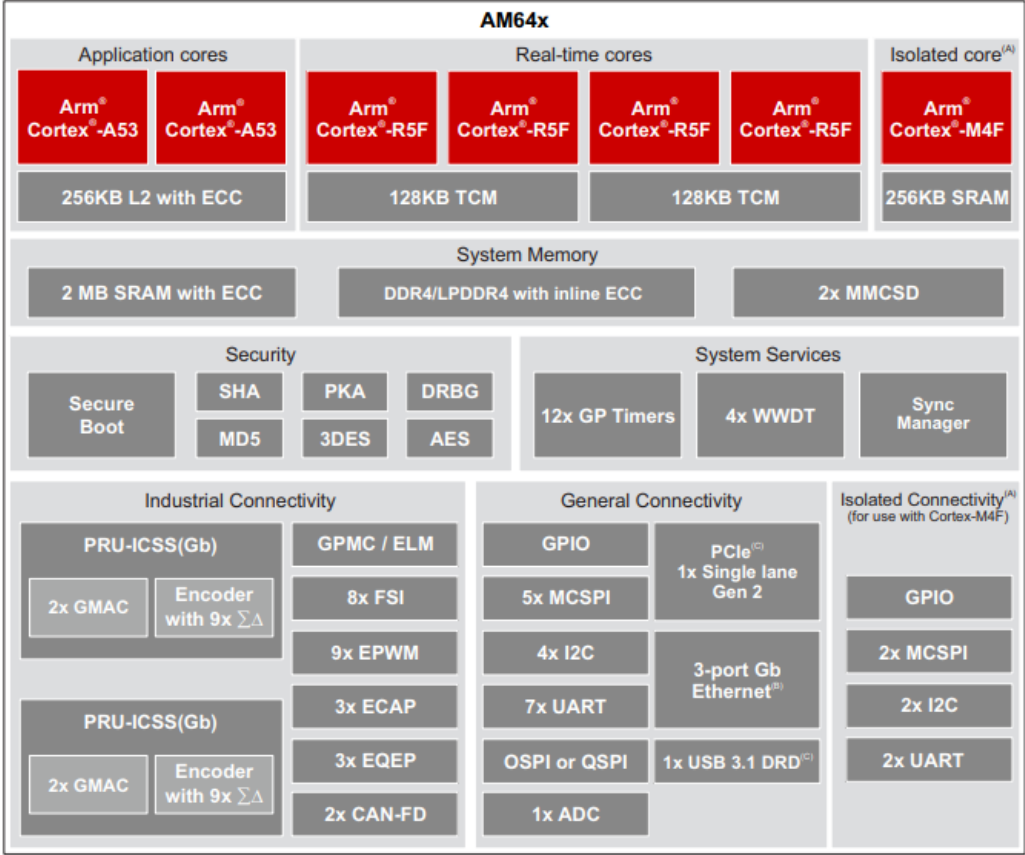 AM64x
Application cores
Arm®
Cortex®-A53
Arm®
Cortex®-A53
256KB L2 with ECC
Real-time cores
Arm®
Cortex®-R5F
Arm®
Cortex®-R5F
Arm®
Cortex®-R5F
Arm®
Cortex®-R5F
128KB TCM
128KB TCM
Isolated core(A)
Arm®
Cortex®-M4F
256KB SRAM
System Memory
2 MB SRAM with ECC
DDR4/LPDDR4 with inline ECC
2x MMCSD
Security
Secure
Boot
SHA
PKA
DRBG
MD5
3DES
AES
System Services
12x GP Timers
4x WWDT
Sync
Manager
Industrial Connectivity
PRU-ICSS(Gb)
2x GMAC
Encoder
with 9x ∑Δ
PRU-ICSS(Gb)
2x GMAC
Encoder
with 9x ∑Δ
GPMC / ELM
8x FSI
9x EPWM
3x ECAP
3x EQEP
2x CAN-FD
General Connectivity
GPIO
5x MCSPI
4x I2C
7x UART
OSPI or QSPI
1x ADC
PCIe(C)
1x Single lane
Gen 2
3-port Gb
Ethernet(B)
1x USB 3.1 DRD(C)
Isolated Connectivity(A)
(for use with Cortex-M4F)
GPIO
2x MCSPI
2x I2C
2x UART